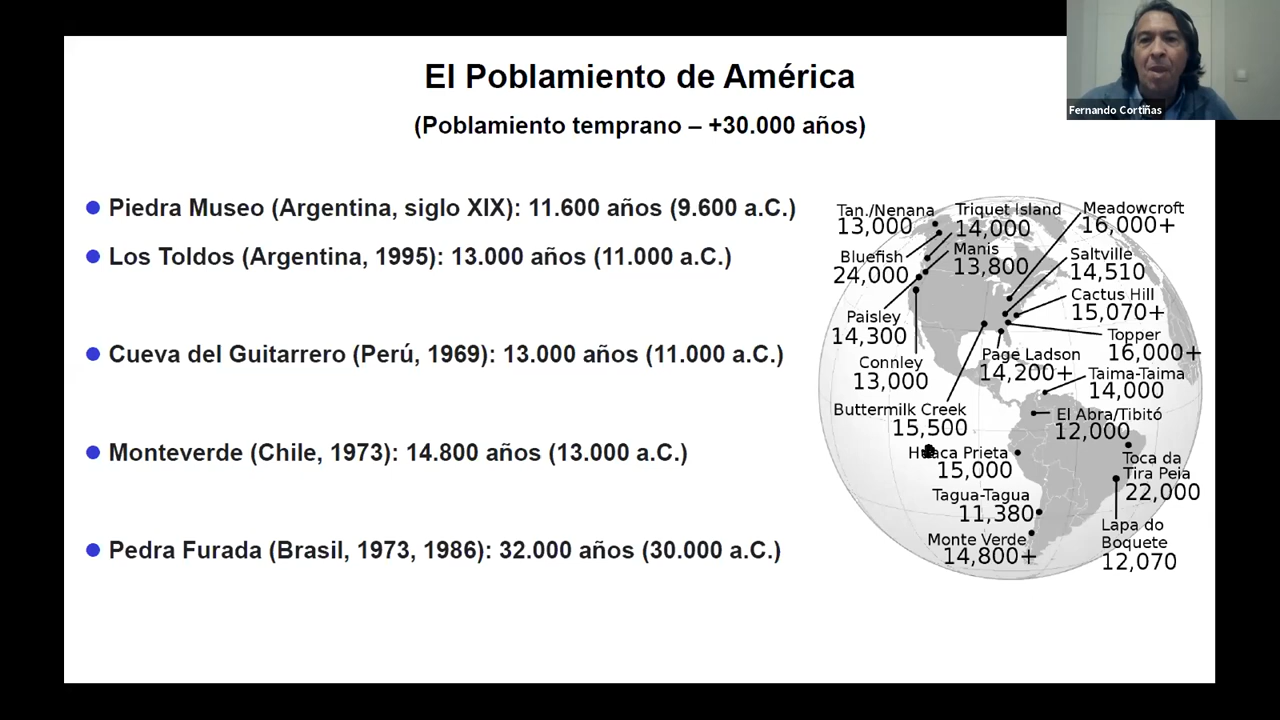 El Poblamiento de América
(Poblamiento temprano – +30.000 años)
Fernando Cortiñas
Piedra Museo (Argentina, siglo XIX): 11.600 años (9.600 a.C.)
Los Toldos (Argentina, 1995): 13.000 años (11.000 a.C.)
Cueva del Guitarrero (Perú, 1969): 13.000 años (11.000 a.C.)
Monteverde (Chile, 1973): 14.800 años (13.000 a.C.)
Pedra Furada (Brasil, 1973, 1986): 32.000 años (30.000 a.C.)
Tan./Nenana
13,000
Triquet Island
14,000
Meadowcroft
16,000+
Bluefish
24,000
Manis
13,800
Saltville
14,510
Cactus Hill
15,070+
Paisley
14,300
Topper
16,000+
Connley
13,000
Page Ladson
14,200+
Taima-Taima
14,000
Buttermilk Creek
15,500
El Abra/Tibitó
12,000
Huaca Prieta
15,000
Toca da
Tira Peia
22,000
Tagua-Tagua
11,380
Monte Verde
14,800+
Lapa do
Boquete
12,070